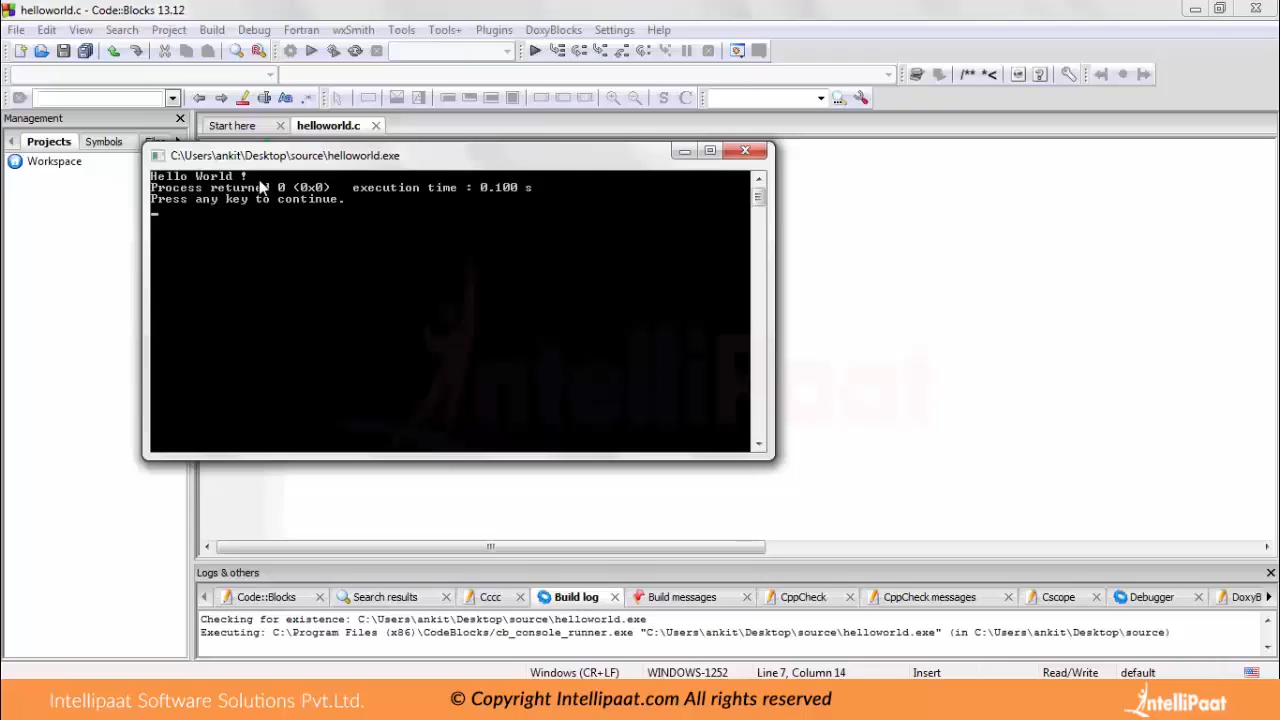 helloworld.c - Code::Blocks 13.12
File Edit View Search Project Build Debug Fortran wxSmith Tools Tools+ Plugins DoxyBlocks Settings Help
/** *<
S C
Management
Start here helloworld.c
Projects Symbols
Workspace
C:\Users\ankit\Desktop\source\helloworld.exe
Hello World !
Process returned 0 (0x0) execution time : 0.100 s
Press any key to continue.
IntelliPaat
Logs & others
Code::Blocks Search results Cccc Build log Build messages CppCheck CppCheck messages Cscope Debugger DoxyB
Checking for existence: C:\Users\ankit\Desktop\source\helloworld.exe
Executing: C:\Program Files (x86)\CodeBlocks/cb_console_runner.exe "C:\Users\ankit\Desktop\source\helloworld.exe" (in C:\Users\ankit\Desktop\source)
Windows (CR+LF) WINDOWS-1252 Line 7, Column 14 Insert Read/Write default
Intellipaat Software Solutions Pvt.Ltd. © Copyright Intellipaat.com All rights reserved IntelliPaat